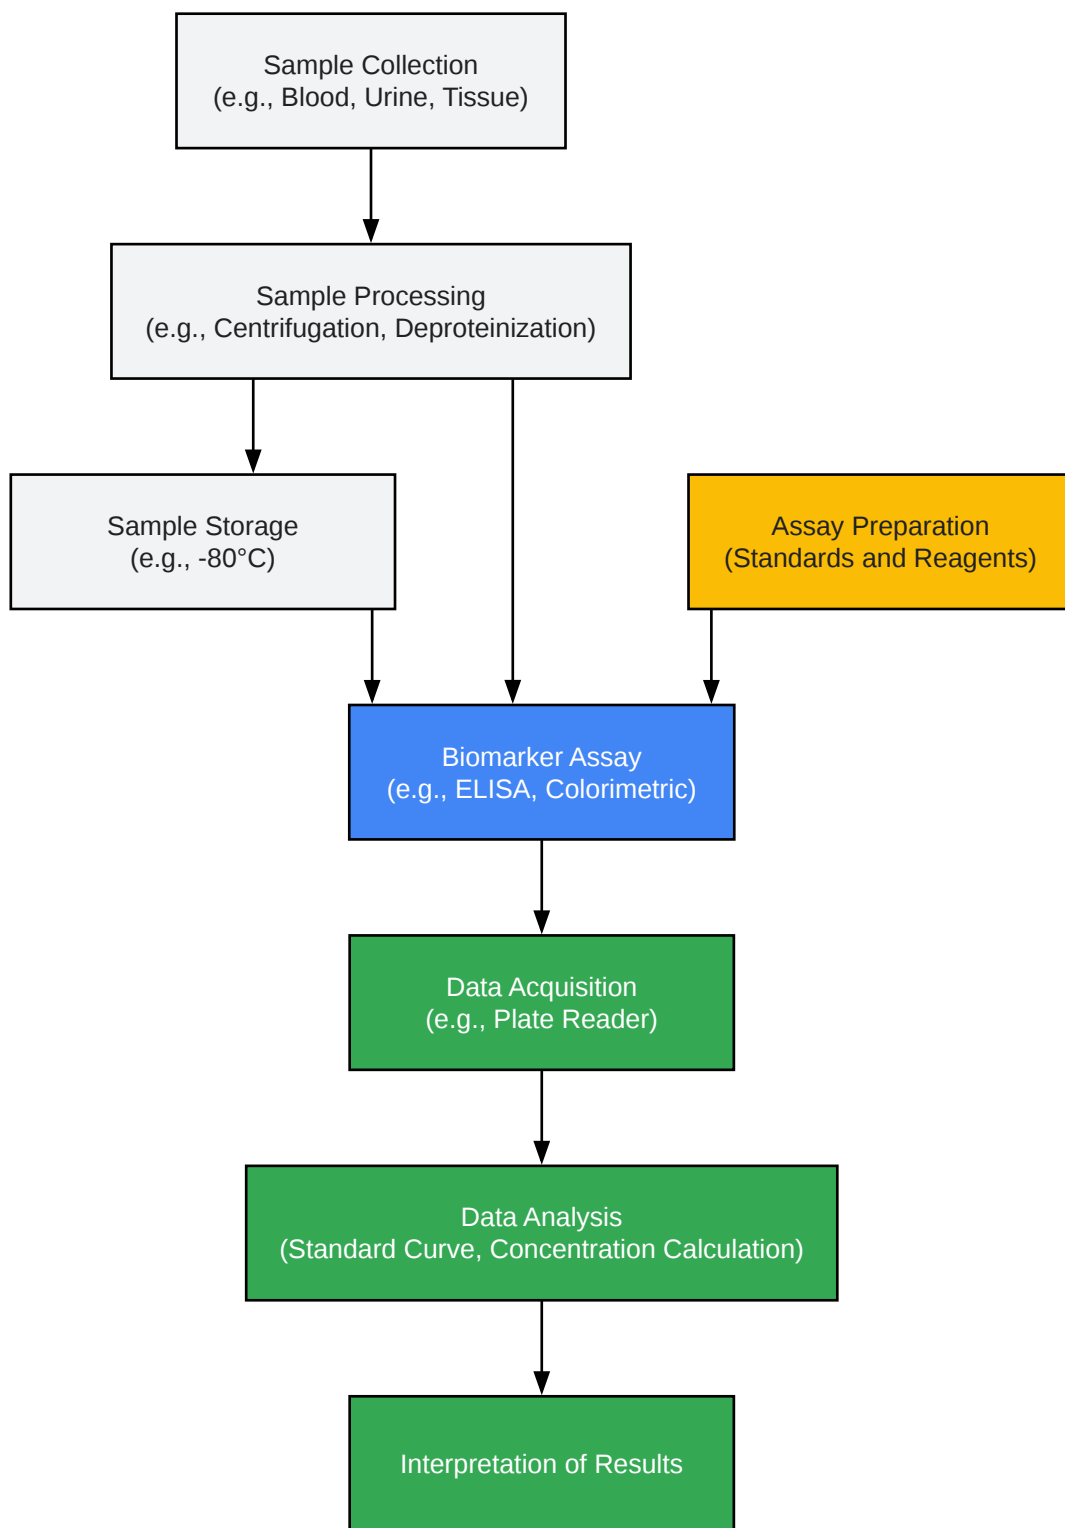 Sample Collection
(e.g., Blood, Urine, Tissue)
Sample Processing
(e.g., Centrifugation, Deproteinization)
Sample Storage
(e.g., -80°C)
Assay Preparation
(Standards and Reagents)
Biomarker Assay
(e.g., ELISA, Colorimetric)
Data Acquisition
(e.g., Plate Reader)
Data Analysis
(Standard Curve, Concentration Calculation)
Interpretation of Results